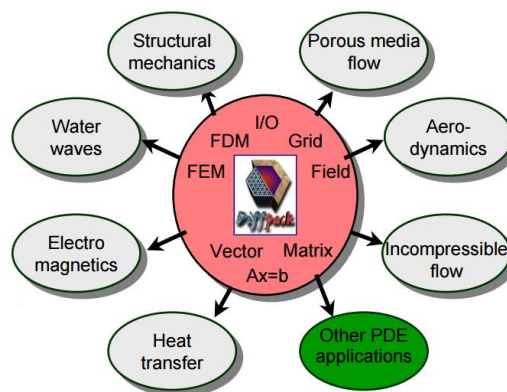 Structural
mechanics
Porous media
flow
Water
waves
I/O
FDM
Grid
FEM
Field
Aero-
dynamics
Diffpack
Electro
magnetics
Vector
Matrix
Ax=b
Incompressible
flow
Heat
transfer
Other PDE
applications